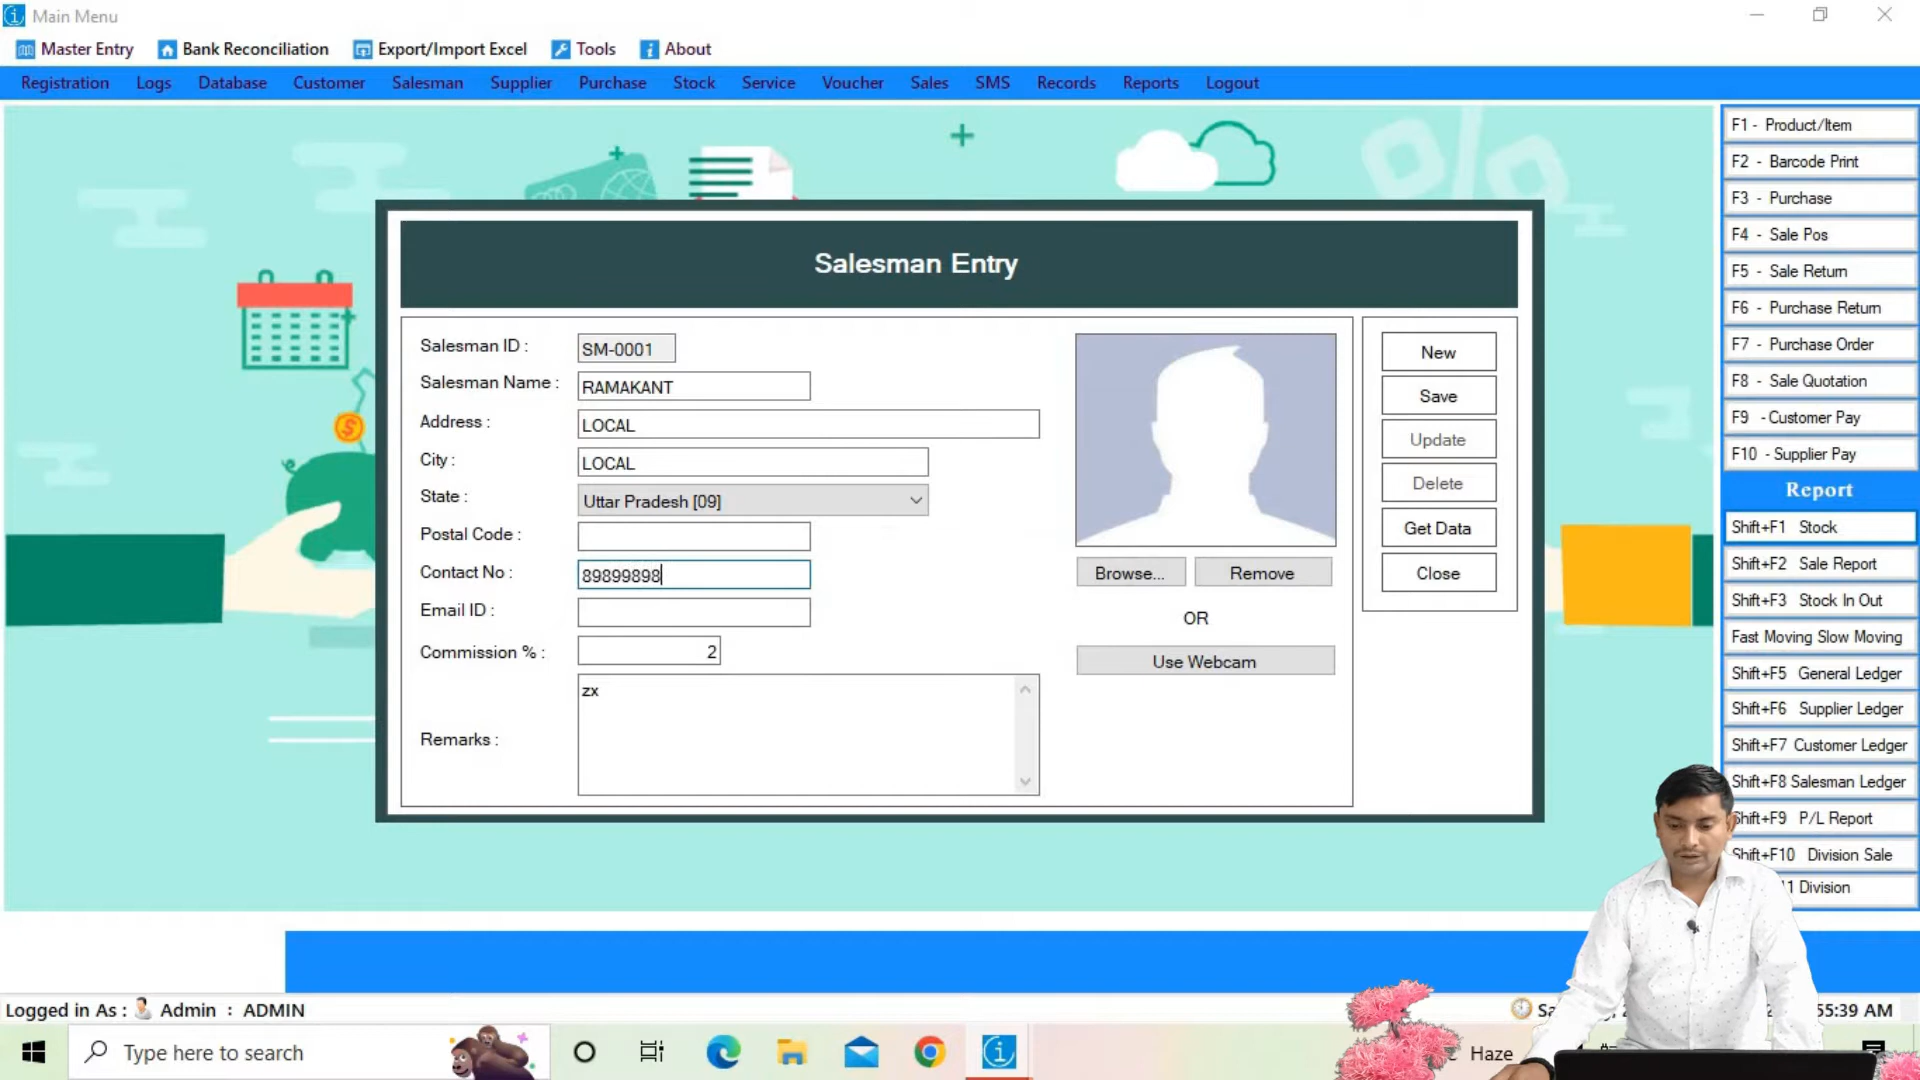 Main Menu
Master Entry Bank Reconciliation Export/Import Excel Tools About
Registration Logs Database Customer Salesman Supplier Purchase Stock Service Voucher Sales SMS Records Reports Logout
Salesman Entry
Salesman ID : SM-0001
Salesman Name : RAMAKANT
Address : LOCAL
City : LOCAL
State : Uttar Pradesh [09]
Postal Code :
Contact No : 89899898
Email ID :
Commission % : 2
Remarks : zx
Browse... Remove
OR
Use Webcam
New
Save
Update
Delete
Get Data
Close
F1 - Product/Item
F2 - Barcode Print
F3 - Purchase
F4 - Sale Pos
F5 - Sale Return
F6 - Purchase Return
F7 - Purchase Order
F8 - Sale Quotation
F9 - Customer Pay
F10 - Supplier Pay
Report
Shift+F1 Stock
Shift+F2 Sale Report
Shift+F3 Stock In Out
Fast Moving Slow Moving
Shift+F5 General Ledger
Shift+F6 Supplier Ledger
Shift+F7 Customer Ledger
Shift+F8 Salesman Ledger
Shift+F9 P/L Report
Shift+F10 Division Sale
Division
Logged in As : Admin : ADMIN
55:39 AM
Type here to search
Haze